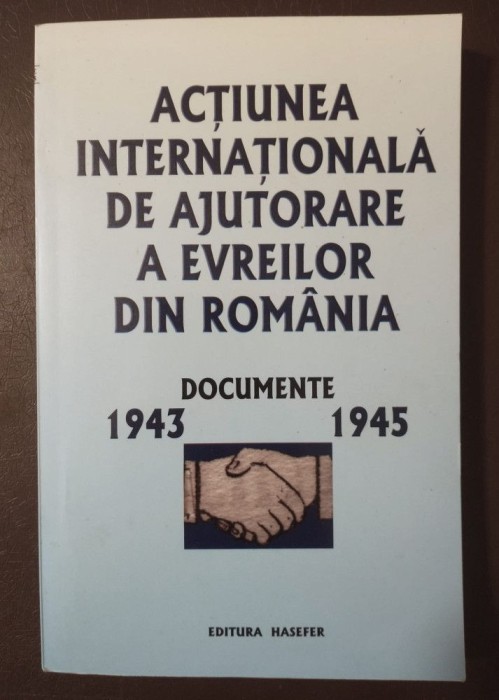 ACȚIUNEA
INTERNAȚIONALĂ
DE AJUTORARE
A EVREILOR
DIN ROMÂNIA
DOCUMENTE
1943 1945
EDITURA HASEFER